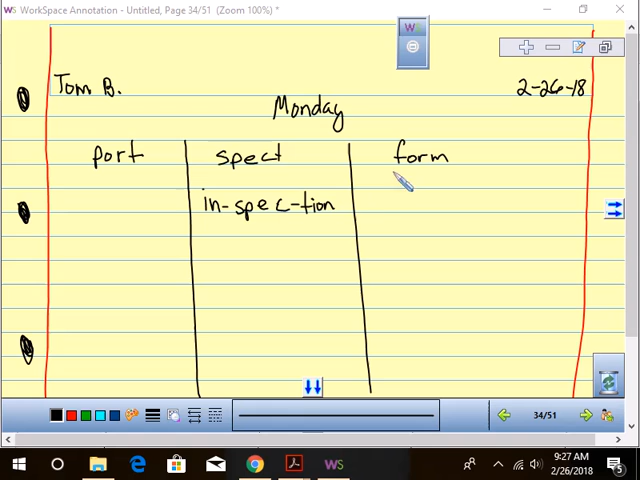 WorkSpace Annotation - Untitled, Page 34/51 (Zoom 100%) *
Tom B.
2-26-18
Monday
port
spect
form
in-spec-tion
34/51
9:27 AM
2/26/2018
5